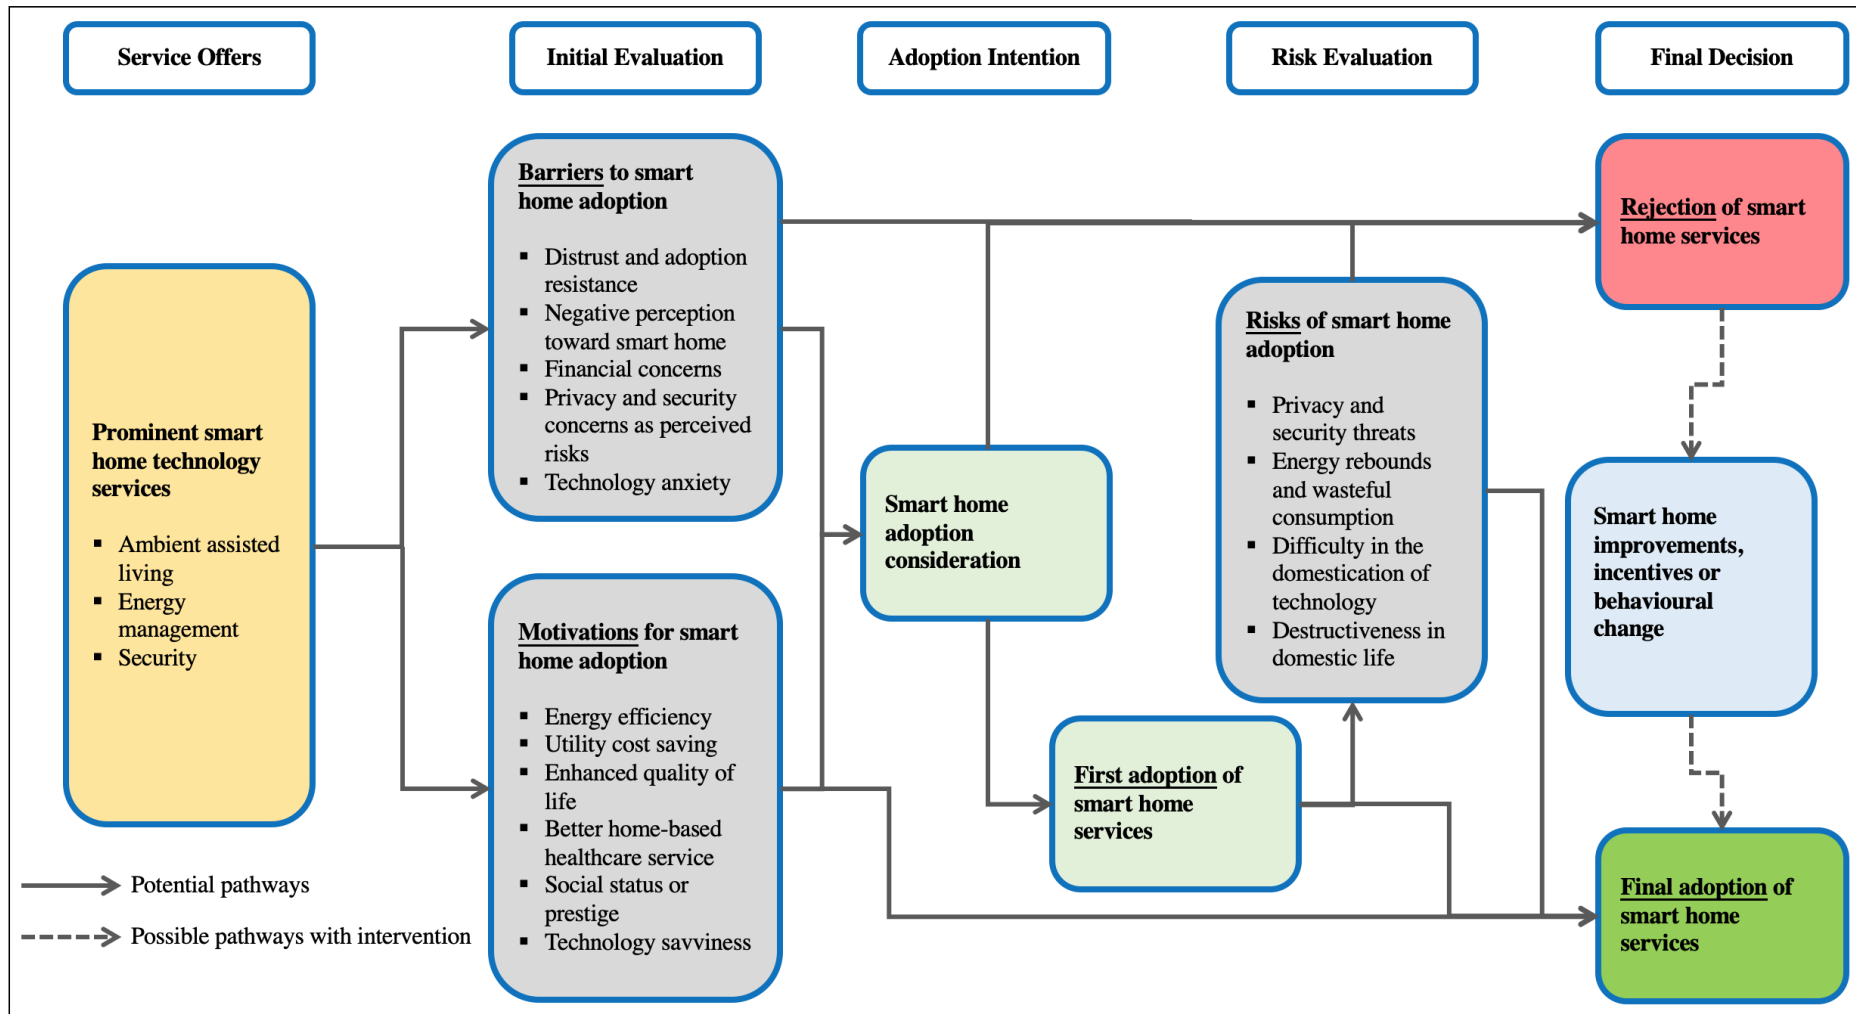 Service Offers
Initial Evaluation
Adoption Intention
Risk Evaluation
Final Decision
Prominent smart
home technology
services
▪ Ambient assisted
living
▪ Energy
management
▪ Security
Barriers to smart
home adoption
▪ Distrust and adoption
resistance
▪ Negative perception
toward smart home
▪ Financial concerns
▪ Privacy and security
concerns as perceived
risks
▪ Technology anxiety
Motivations for smart
home adoption
▪ Energy efficiency
▪ Utility cost saving
▪ Enhanced quality of
life
▪ Better home-based
healthcare service
▪ Social status or
prestige
▪ Technology savviness
Smart home
adoption
consideration
First adoption of
smart home
services
Risks of smart home
adoption
▪ Privacy and
security threats
▪ Energy rebounds
and wasteful
consumption
▪ Difficulty in the
domestication of
technology
▪ Destructiveness in
domestic life
Rejection of smart
home services
Smart home
improvements,
incentives or
behavioural
change
Final adoption of
smart home
services
Potential pathways
Possible pathways with intervention